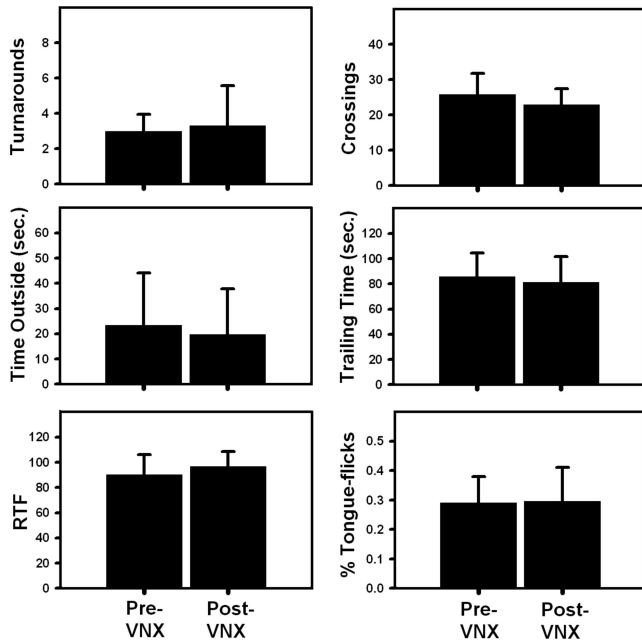 Turnarounds
8
6
4
2
0
Crossings
40
30
20
10
0
Time Outside (sec.)
60
50
40
30
20
10
0
Trailing Time (sec.)
120
100
80
60
40
20
0
RTF
120
100
80
60
40
20
0
% Tongue-flicks
0.5
0.4
0.3
0.2
0.1
0.0
Pre-
VNX
Post-
VNX
Pre-
VNX
Post-
VNX